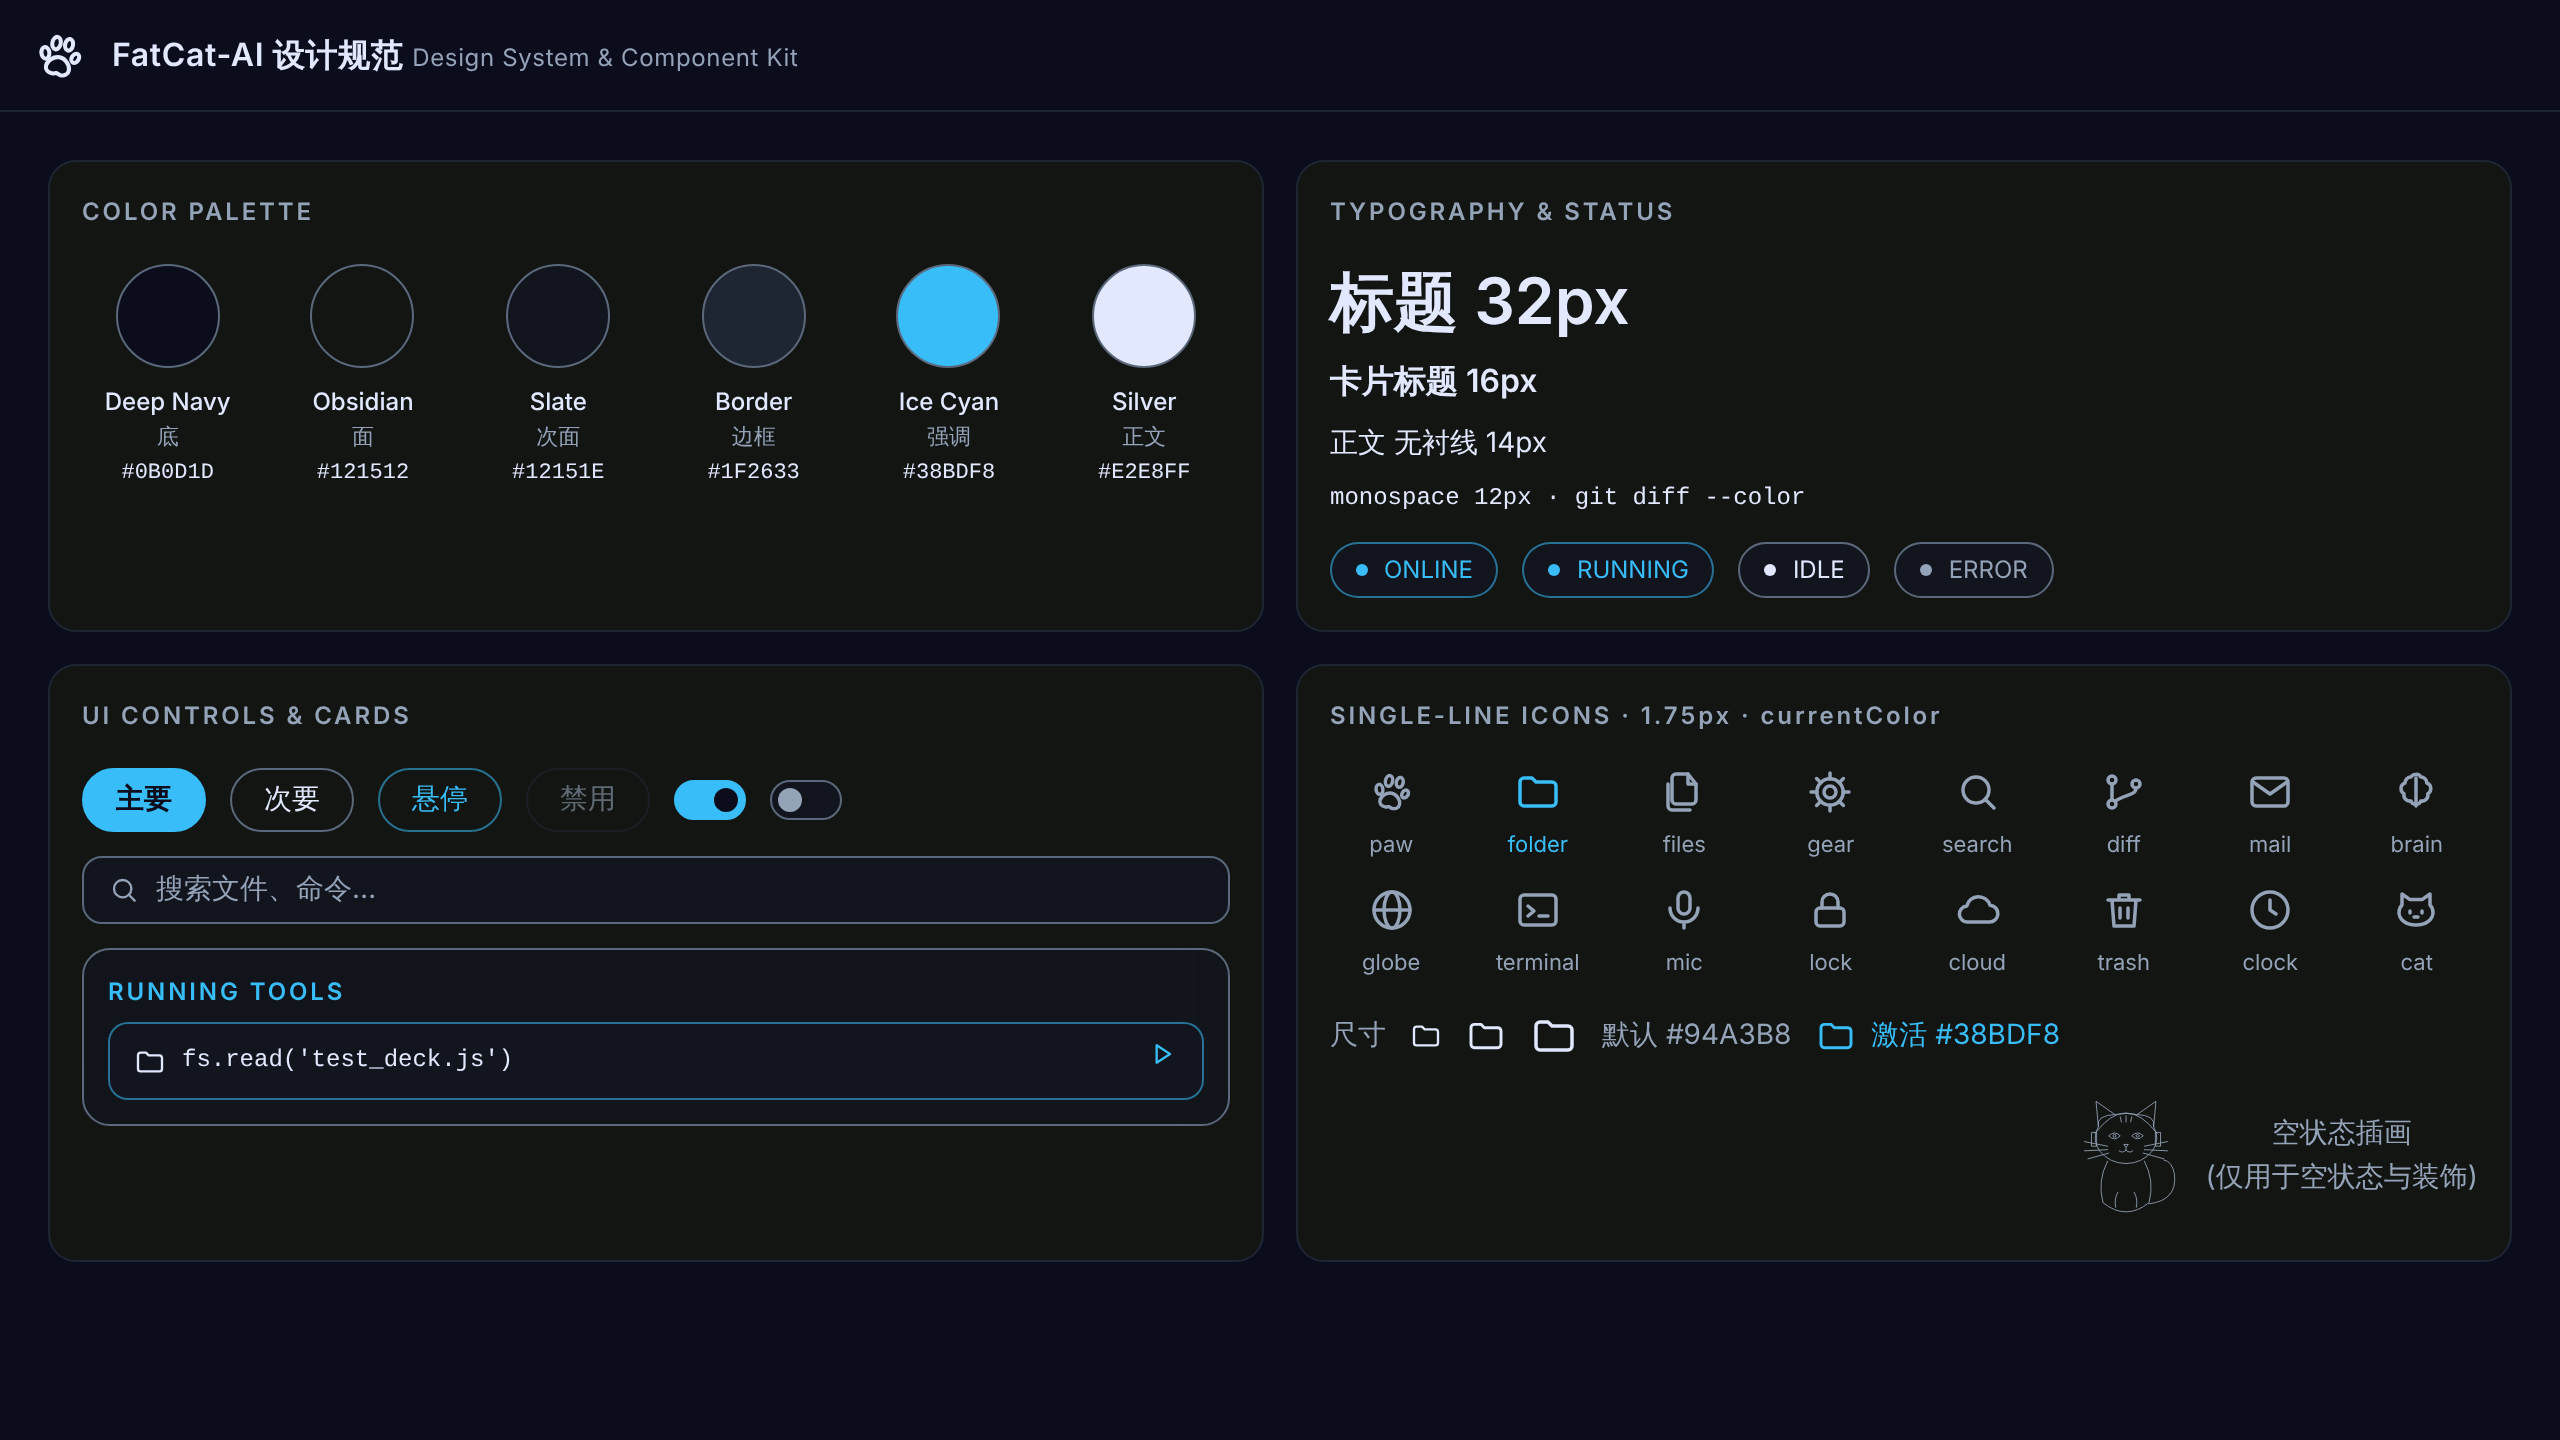 FatCat-AI 设计规范 Design System & Component Kit
COLOR PALETTE
Deep Navy
底
#0B0D1D
Obsidian
面
#121512
Slate
次面
#12151E
Border
边框
#1F2633
Ice Cyan
强调
#38BDF8
Silver
正文
#E2E8FF
TYPOGRAPHY & STATUS
标题 32px
卡片标题 16px
正文 无衬线 14px
monospace 12px · git diff --color
ONLINE
RUNNING
IDLE
ERROR
UI CONTROLS & CARDS
主要
次要
悬停
禁用
搜索文件、命令...
RUNNING TOOLS
fs.read('test_deck.js')
SINGLE-LINE ICONS · 1.75px · currentColor
paw
folder
files
gear
search
diff
mail
brain
globe
terminal
mic
lock
cloud
trash
clock
cat
尺寸
默认 #94A3B8
激活 #38BDF8
空状态插画
(仅用于空状态与装饰)